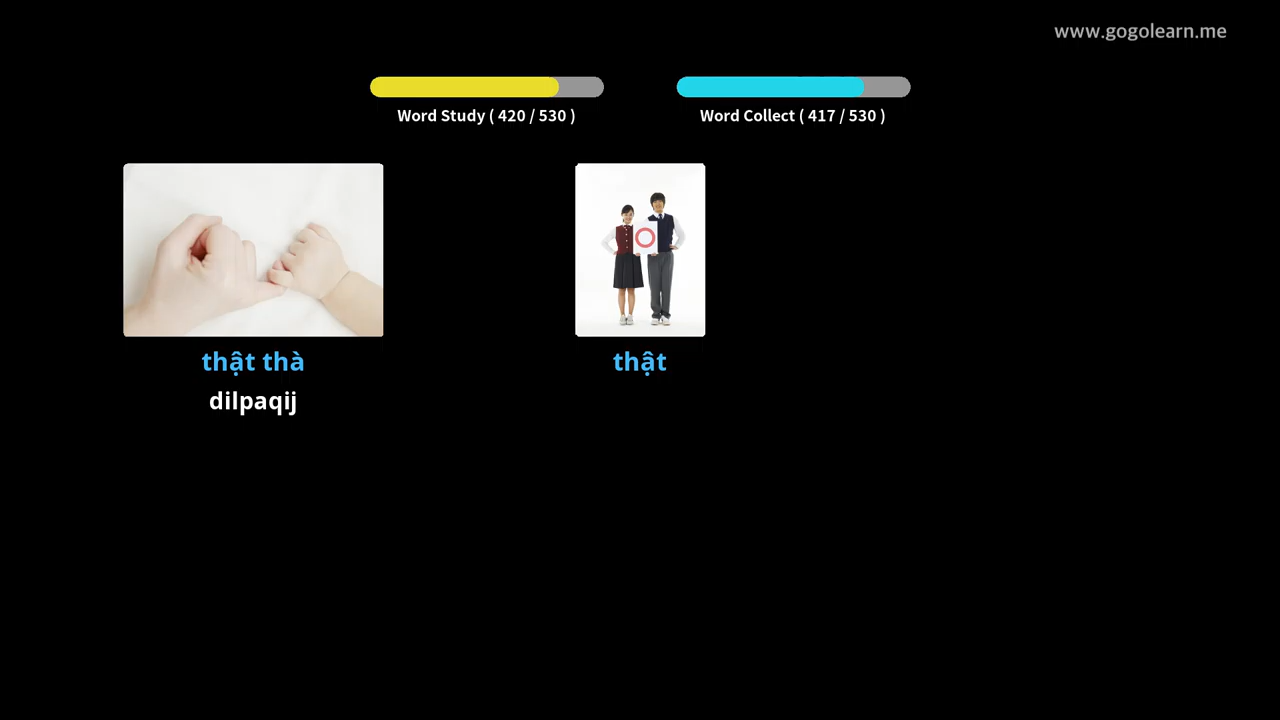 www.gogolearn.me
Word Study ( 420 / 530 )
Word Collect ( 417 / 530 )
thật thà
dilpaqij
thật